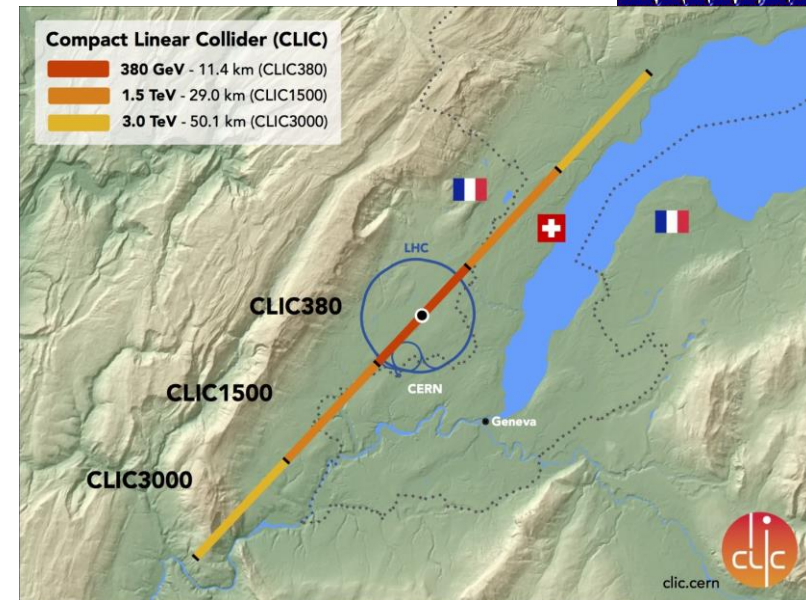 Compact Linear Collider (CLIC)
380 GeV - 11.4 km (CLIC380)
1.5 TeV - 29.0 km (CLIC1500)
3.0 TeV - 50.1 km (CLIC3000)
LHC
CLIC380
CLIC1500
CERN
Geneva
CLIC3000
clic
clic.cern